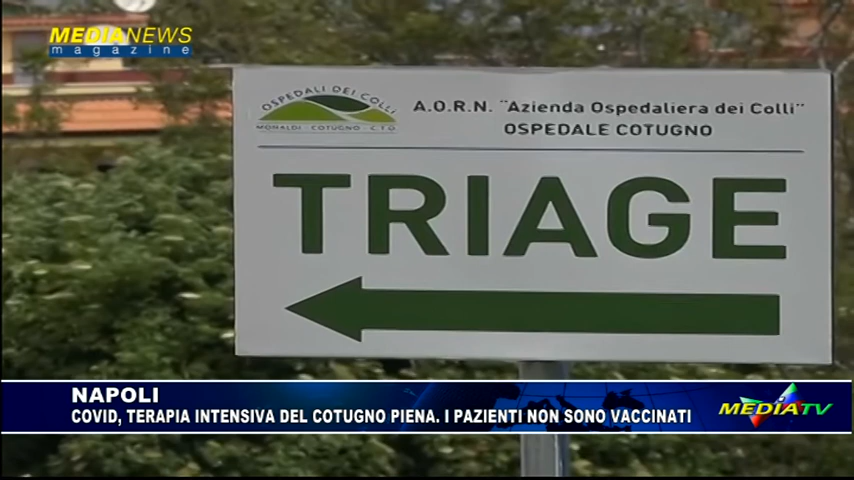 MEDIANEWS
magazine
OSPEDALI DEI COLLI
MONALDI - COTUGNO - C.T.O
A.O.R.N. "Azienda Ospedaliera dei Colli"
OSPEDALE COTUGNO
TRIAGE
NAPOLI
COVID, TERAPIA INTENSIVA DEL COTUGNO PIENA. I PAZIENTI NON SONO VACCINATI
MEDIATV